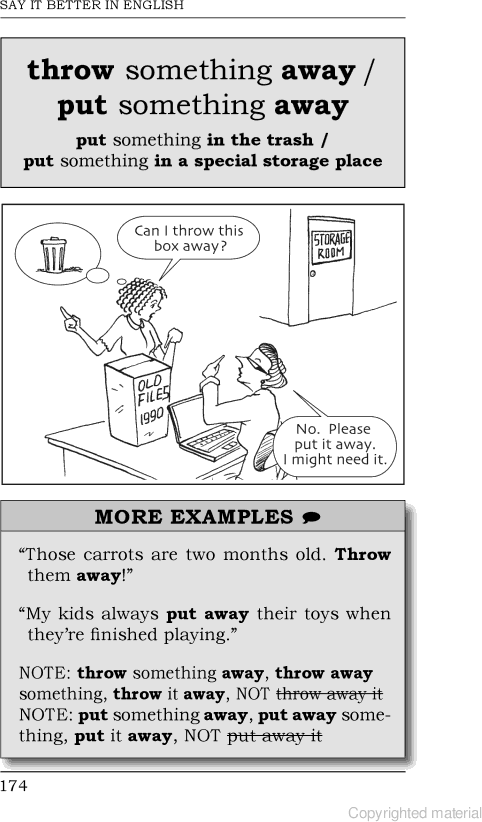 SAY IT BETTER IN ENGLISH
throw something away /
put something away
put something in the trash /
put something in a special storage place
Can I throw this
box away?
STORAGE
ROOM
OLD
FILES
1990
No. Please
put it away.
I might need it.
MORE EXAMPLES
“Those carrots are two months old. Throw
them away!”
“My kids always put away their toys when
they’re finished playing.”
NOTE: throw something away, throw away
something, throw it away, NOT throw away it
NOTE: put something away, put away some-
thing, put it away, NOT put away it
174
Copyrighted material